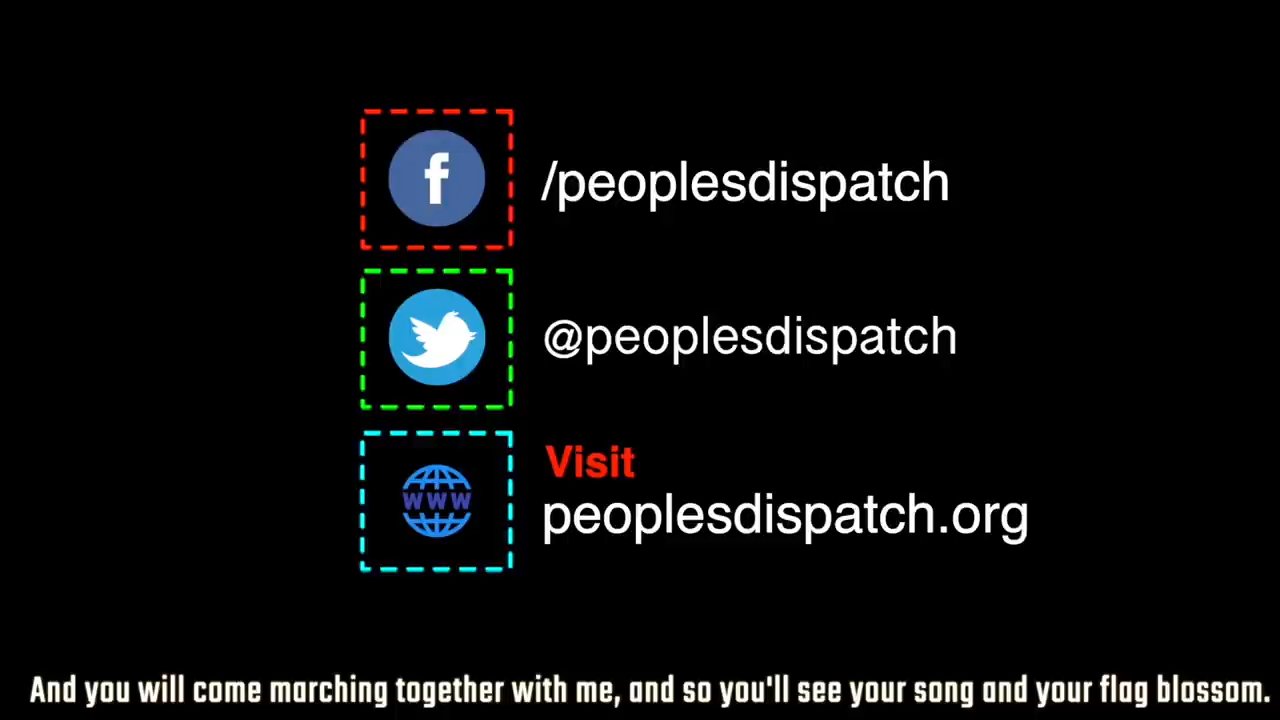 f
/peoplesdispatch
@peoplesdispatch
Visit
www
peoplesdispatch.org
And you will come marching together with me, and so you'll see your song and your flag blossom.